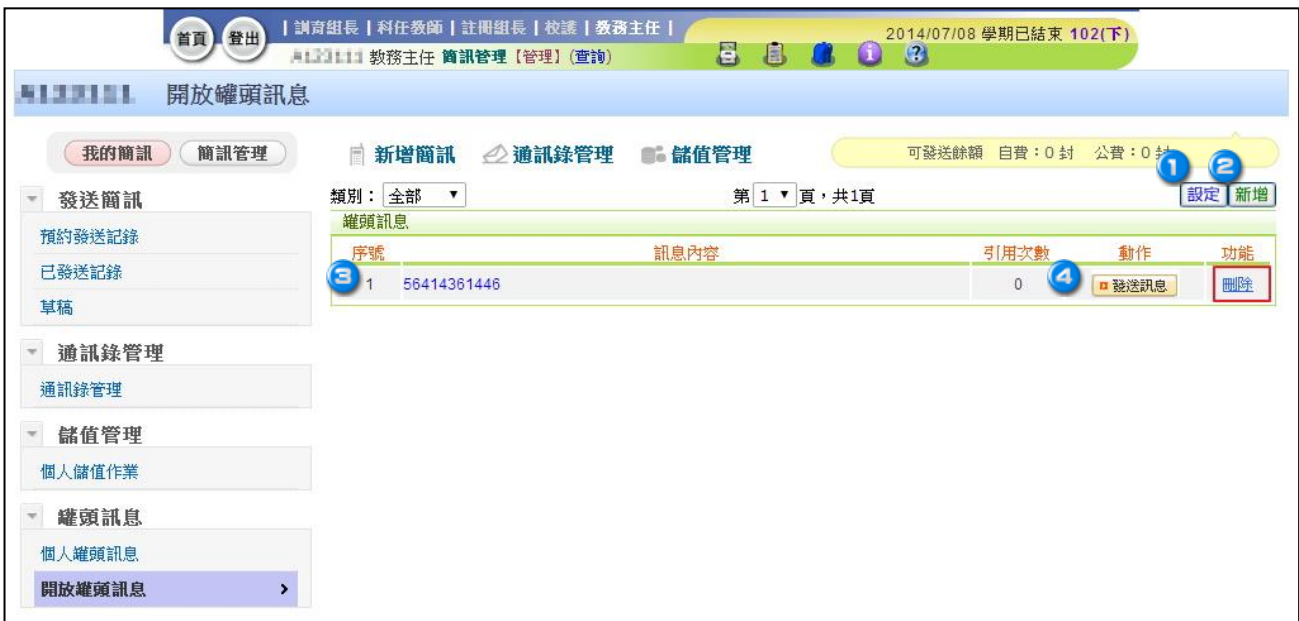 首頁 登出 | 訓育組長 | 科任教師 | 註冊組長 | 校護 | 教務主任 |
2014/07/08 學期已結束 102(下)
教務主任 簡訊管理【管理】(查詢)
開放罐頭訊息
我的簡訊 簡訊管理
新增簡訊 通訊錄管理 儲值管理
可發送餘額 自費：0 封 公費：0 封
1 2
發送簡訊
類別： 全部 ▼ 第 1 ▼ 頁，共1頁 設定 新增
罐頭訊息
預約發送記錄
序號 訊息內容 引用次數 動作 功能
已發送記錄
3 1 56414361446 0 4 發送訊息 刪除
草稿
通訊錄管理
通訊錄管理
儲值管理
個人儲值作業
罐頭訊息
個人罐頭訊息
開放罐頭訊息 >